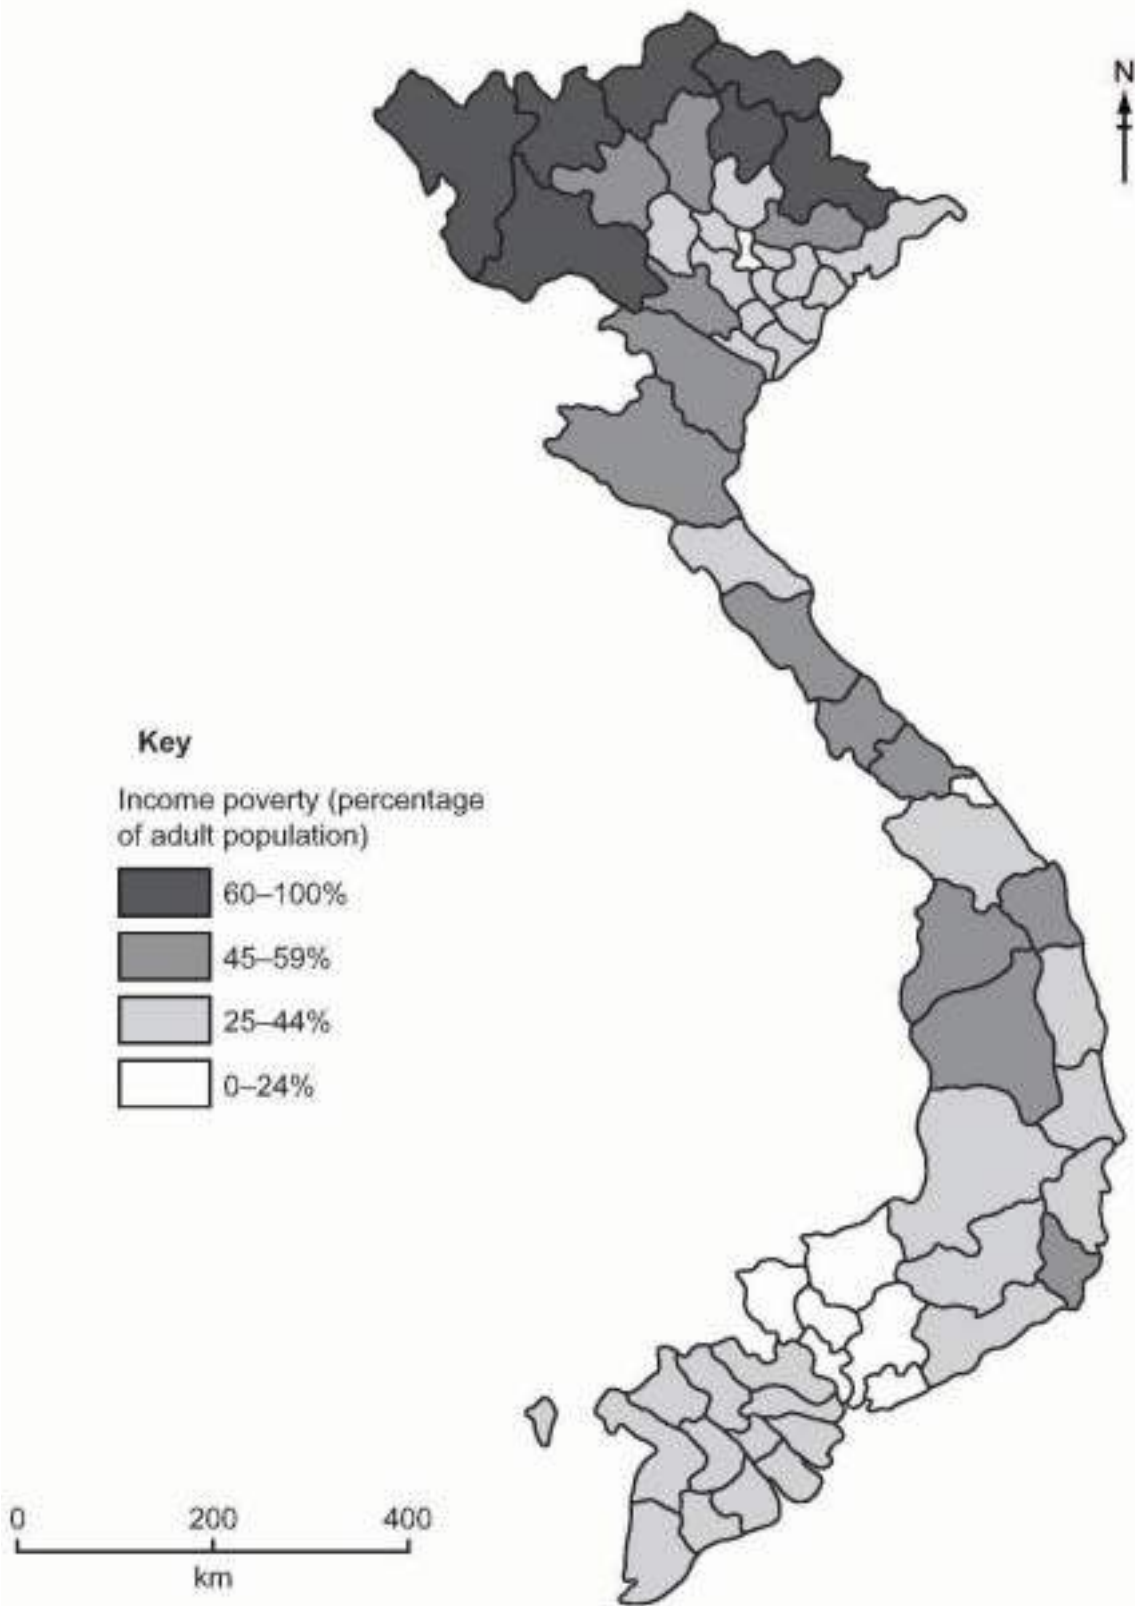 N
Key
Income poverty (percentage
of adult population)
60–100%
45–59%
25–44%
0–24%
0 200 400
km